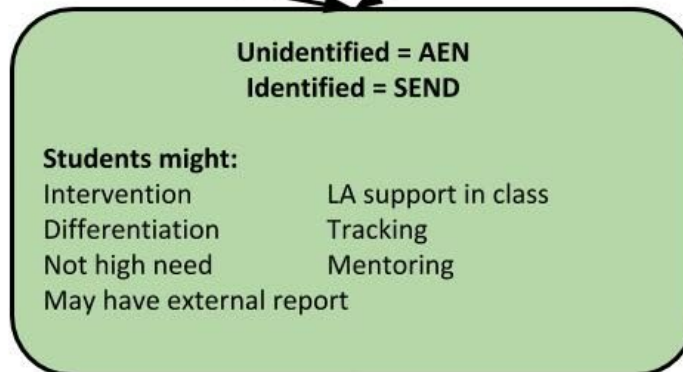 Unidentified = AEN
Identified = SEND
Students might:
Intervention LA support in class
Differentiation Tracking
Not high need Mentoring
May have external report